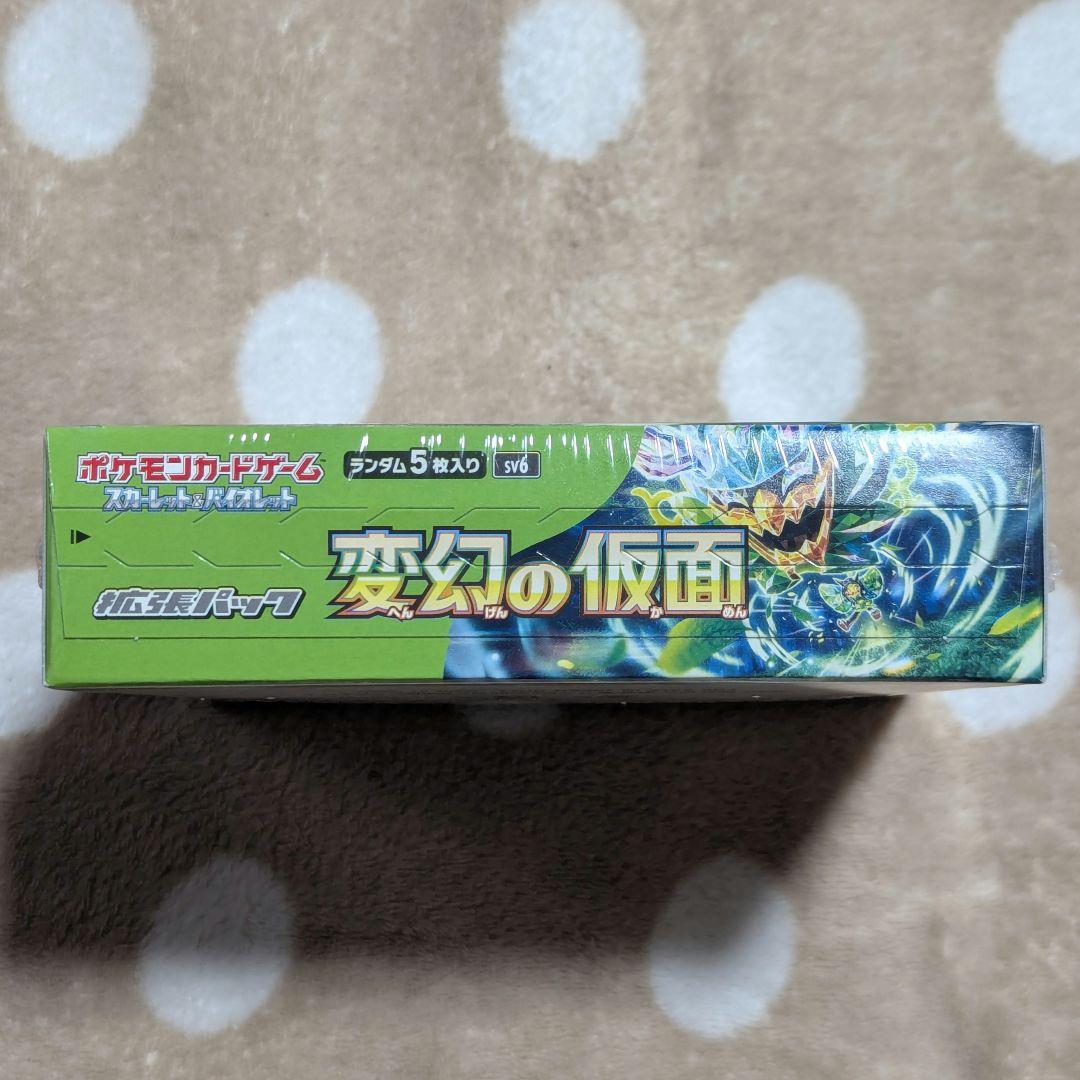 ポケモンカードゲーム
スカーレット&バイオレット
ランダム5枚入り
SV6
拡張パック
変幻の仮面
へん げん か めん